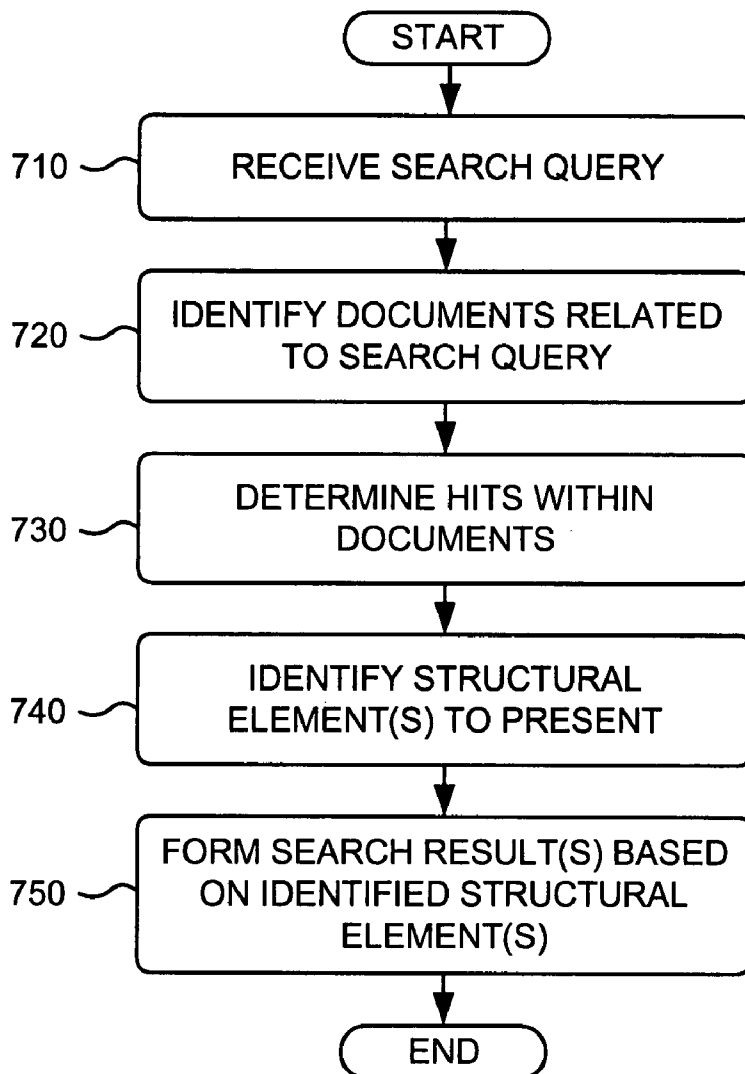 START
710
RECEIVE SEARCH QUERY
720
IDENTIFY DOCUMENTS RELATED
TO SEARCH QUERY
730
DETERMINE HITS WITHIN
DOCUMENTS
740
IDENTIFY STRUCTURAL
ELEMENT(S) TO PRESENT
750
FORM SEARCH RESULT(S) BASED
ON IDENTIFIED STRUCTURAL
ELEMENT(S)
END